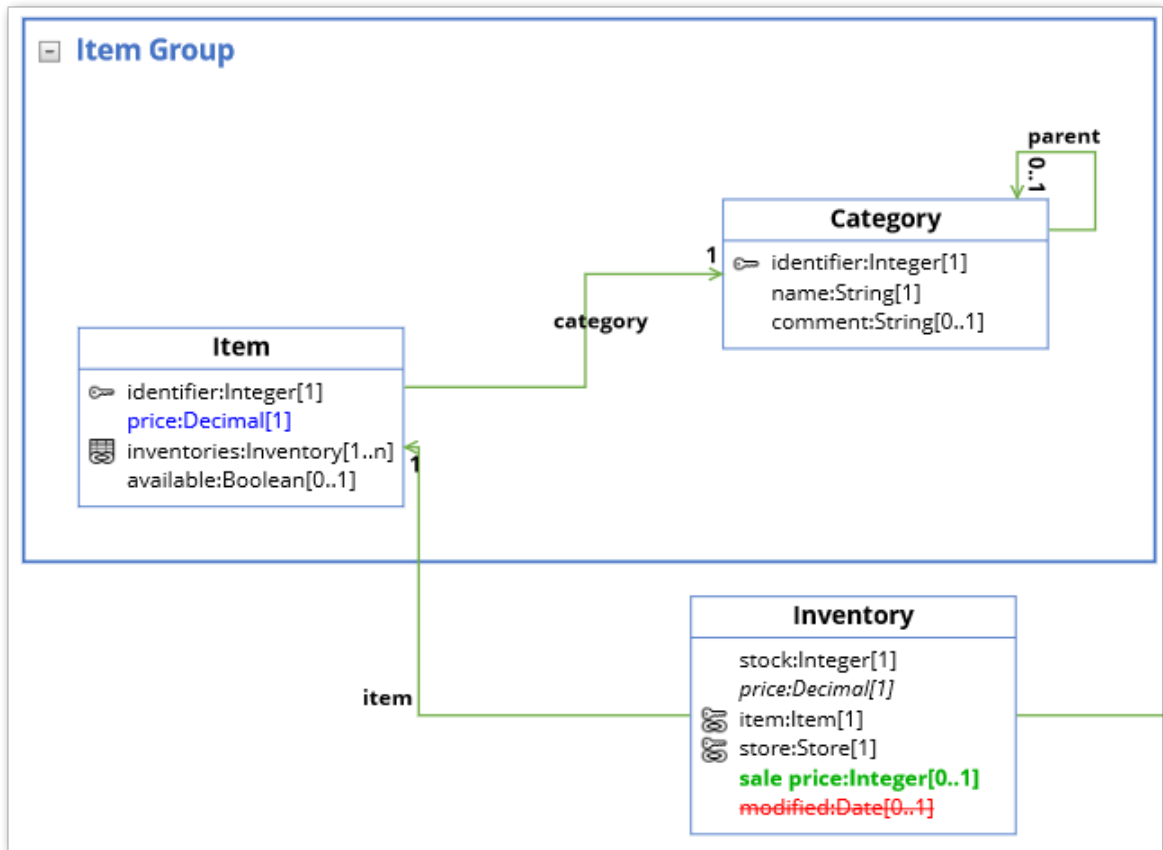 Item Group
parent
0..1
Category
1
identifier:Integer[1]
name:String[1]
comment:String[0..1]
category
Item
identifier:Integer[1]
price:Decimal[1]
inventories:Inventory[1..n]
available:Boolean[0..1]
1
Inventory
stock:Integer[1]
price:Decimal[1]
item
item:Item[1]
store:Store[1]
sale price:Integer[0..1]
modified:Date[0..1]